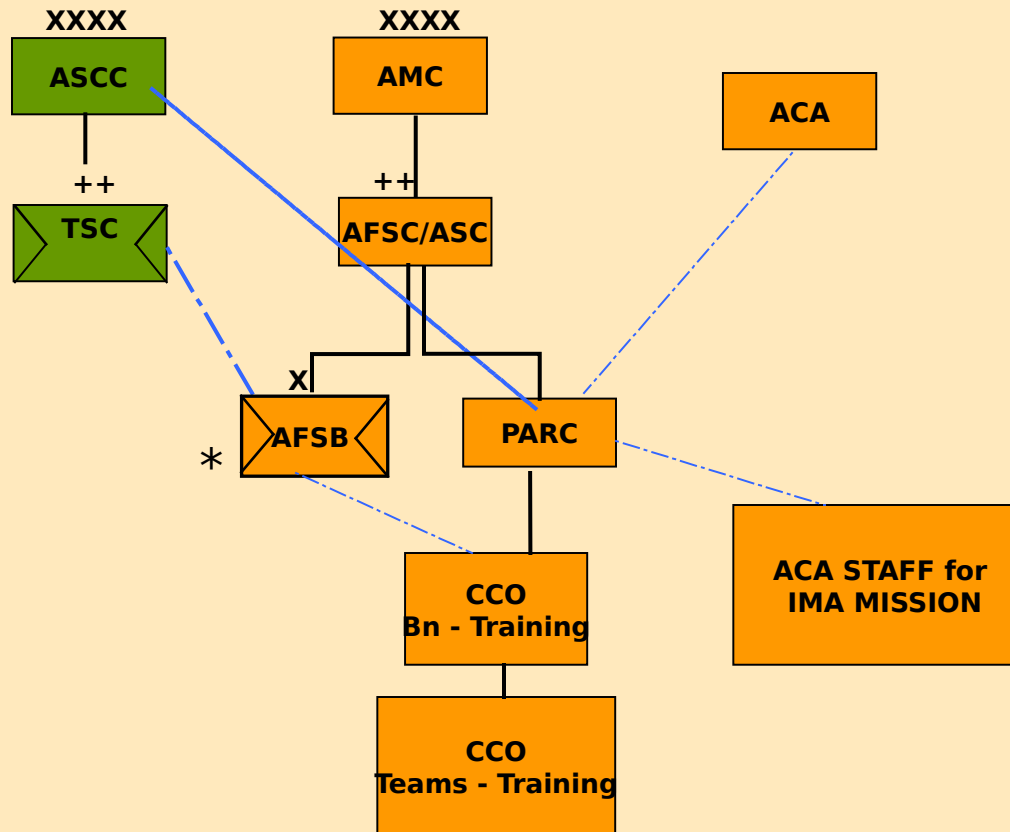 XXXX
XXXX
ASCC
AMC
ACA
++
++
TSC
AFSC/ASC
X
AFSB
PARC
*
ACA STAFF for
IMA MISSION
CCO
Bn - Training
CCO
Teams - Training